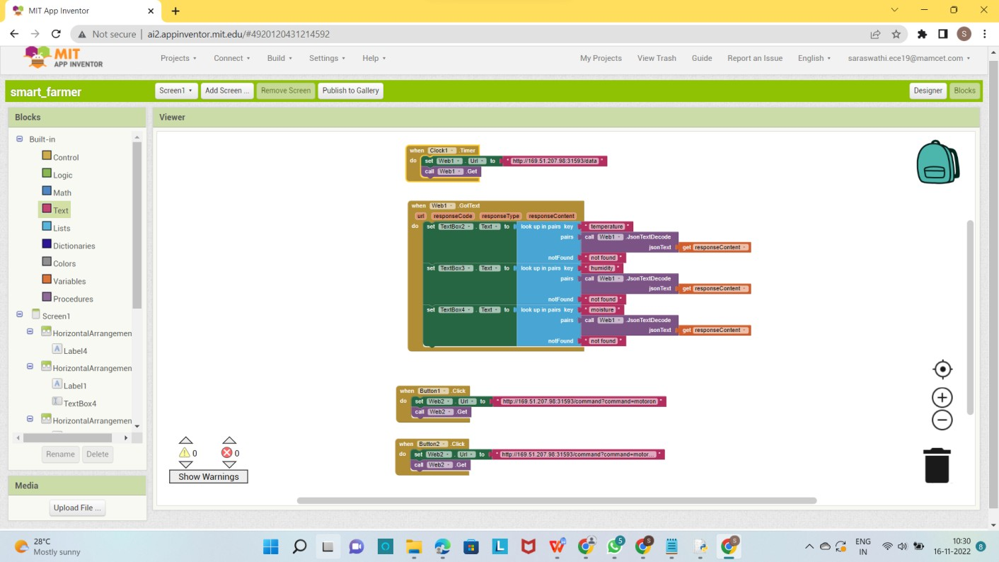 MIT App Inventor
Not secure | ai2.appinventor.mit.edu/#4920120431214592
S
MIT
APP INVENTOR
Projects Connect Build Settings Help My Projects View Trash Guide Report an Issue English saraswathi.ece19@mamcet.com
smart_farmer
Screen1 Add Screen ... Remove Screen Publish to Gallery Designer Blocks
Blocks
Viewer
Built-in
Control
Logic
Math
Text
Lists
Dictionaries
Colors
Variables
Procedures
Screen1
HorizontalArrangemen
Label4
HorizontalArrangemen
Label1
TextBox4
HorizontalArrangemen
Rename Delete
Media
Upload File ...
when Clock1 .Timer
do set Web1 . Url to " http://169.51.207.98:31593/data "
call Web1 .Get
when Web1 .GotText
url responseCode responseType responseContent
do set TextBox2 . Text to look up in pairs key " temperature "
pairs call Web1 .JsonTextDecode
jsonText get responseContent
notFound " not found "
set TextBox3 . Text to look up in pairs key " humidity "
pairs call Web1 .JsonTextDecode
jsonText get responseContent
notFound " not found "
set TextBox4 . Text to look up in pairs key " moisture "
pairs call Web1 .JsonTextDecode
jsonText get responseContent
notFound " not found "
when Button1 .Click
do set Web2 . Url to " http://169.51.207.98:31593/command?command=motoron "
call Web2 .Get
when Button2 .Click
do set Web2 . Url to " http://169.51.207.98:31593/command?command=motor... "
call Web2 .Get
0 0
Show Warnings
28°C
Mostly sunny
L
W
5
S
S
ENG
IN
10:30
16-11-2022
8